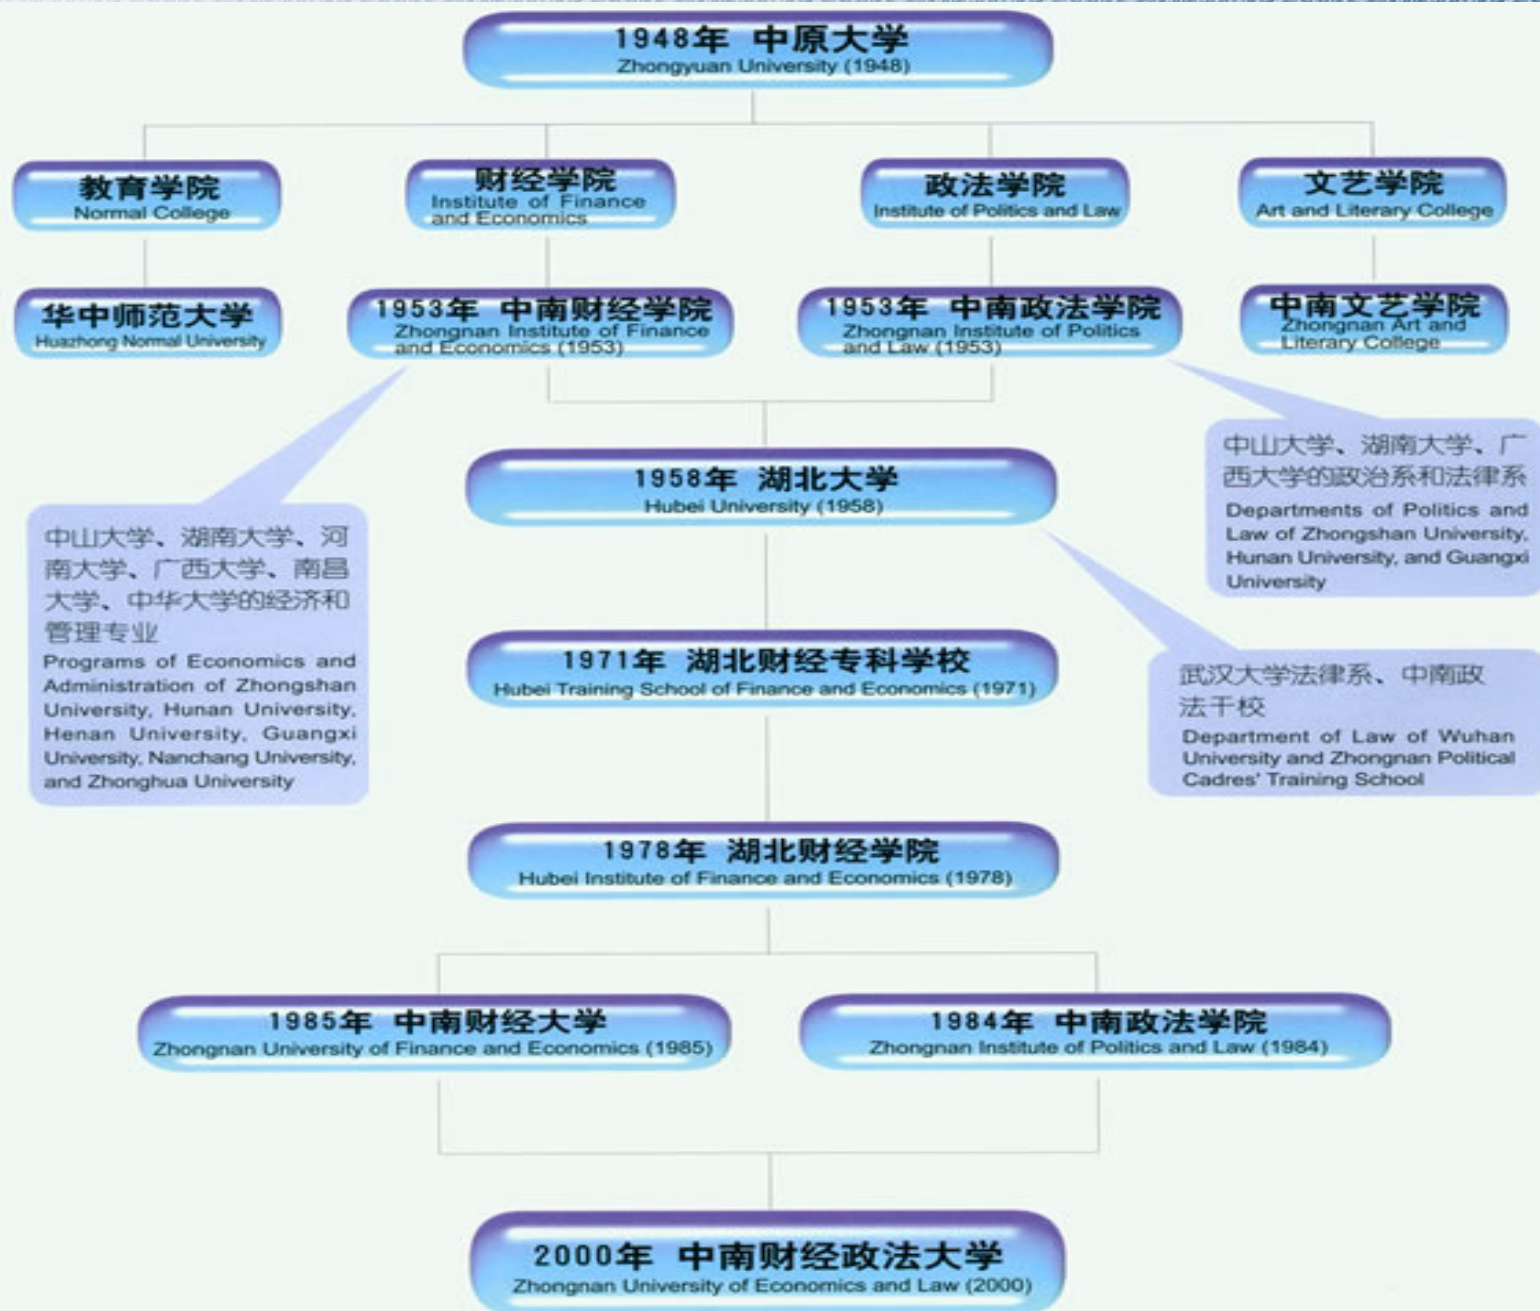 1948年 中原大学
Zhongyuan University (1948)
教育学院
Normal College
财经学院
Institute of Finance
and Economics
政法学院
Institute of Politics and Law
文艺学院
Art and Literary College
华中师范大学
Huazhong Normal University
1953年 中南财经学院
Zhongnan Institute of Finance
and Economics (1953)
1953年 中南政法学院
Zhongnan Institute of Politics
and Law (1953)
中南文艺学院
Zhongnan Art and
Literary College
中山大学、湖南大学、广
西大学的政治系和法律系
Departments of Politics and
Law of Zhongshan University,
Hunan University, and Guangxi
University
1958年 湖北大学
Hubei University (1958)
中山大学、湖南大学、河
南大学、广西大学、南昌
大学、中华大学的经济和
管理专业
Programs of Economics and
Administration of Zhongshan
University, Hunan University,
Henan University, Guangxi
University, Nanchang University,
and Zhonghua University
1971年 湖北财经专科学校
Hubei Training School of Finance and Economics (1971)
武汉大学法律系、中南政
法干校
Department of Law of Wuhan
University and Zhongnan Political
Cadres' Training School
1978年 湖北财经学院
Hubei Institute of Finance and Economics (1978)
1985年 中南财经大学
Zhongnan University of Finance and Economics (1985)
1984年 中南政法学院
Zhongnan Institute of Politics and Law (1984)
2000年 中南财经政法大学
Zhongnan University of Economics and Law (2000)